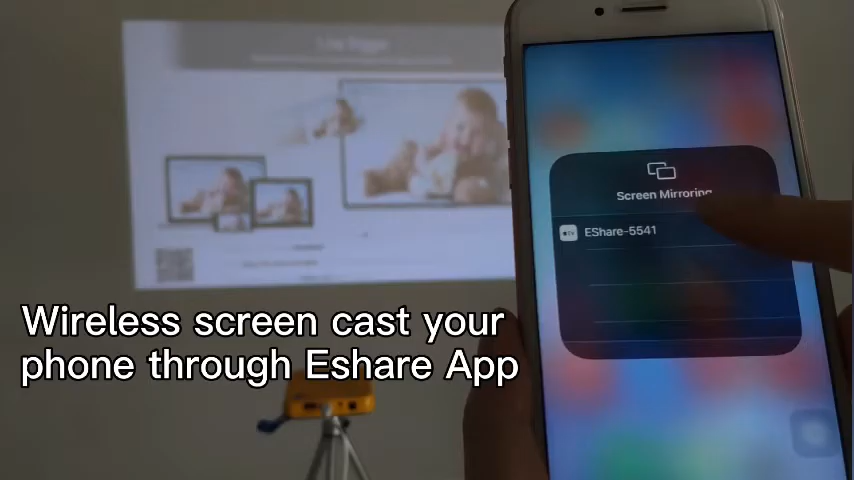 Screen Mirroring
EShare-5541
Wireless screen cast your
phone through Eshare App